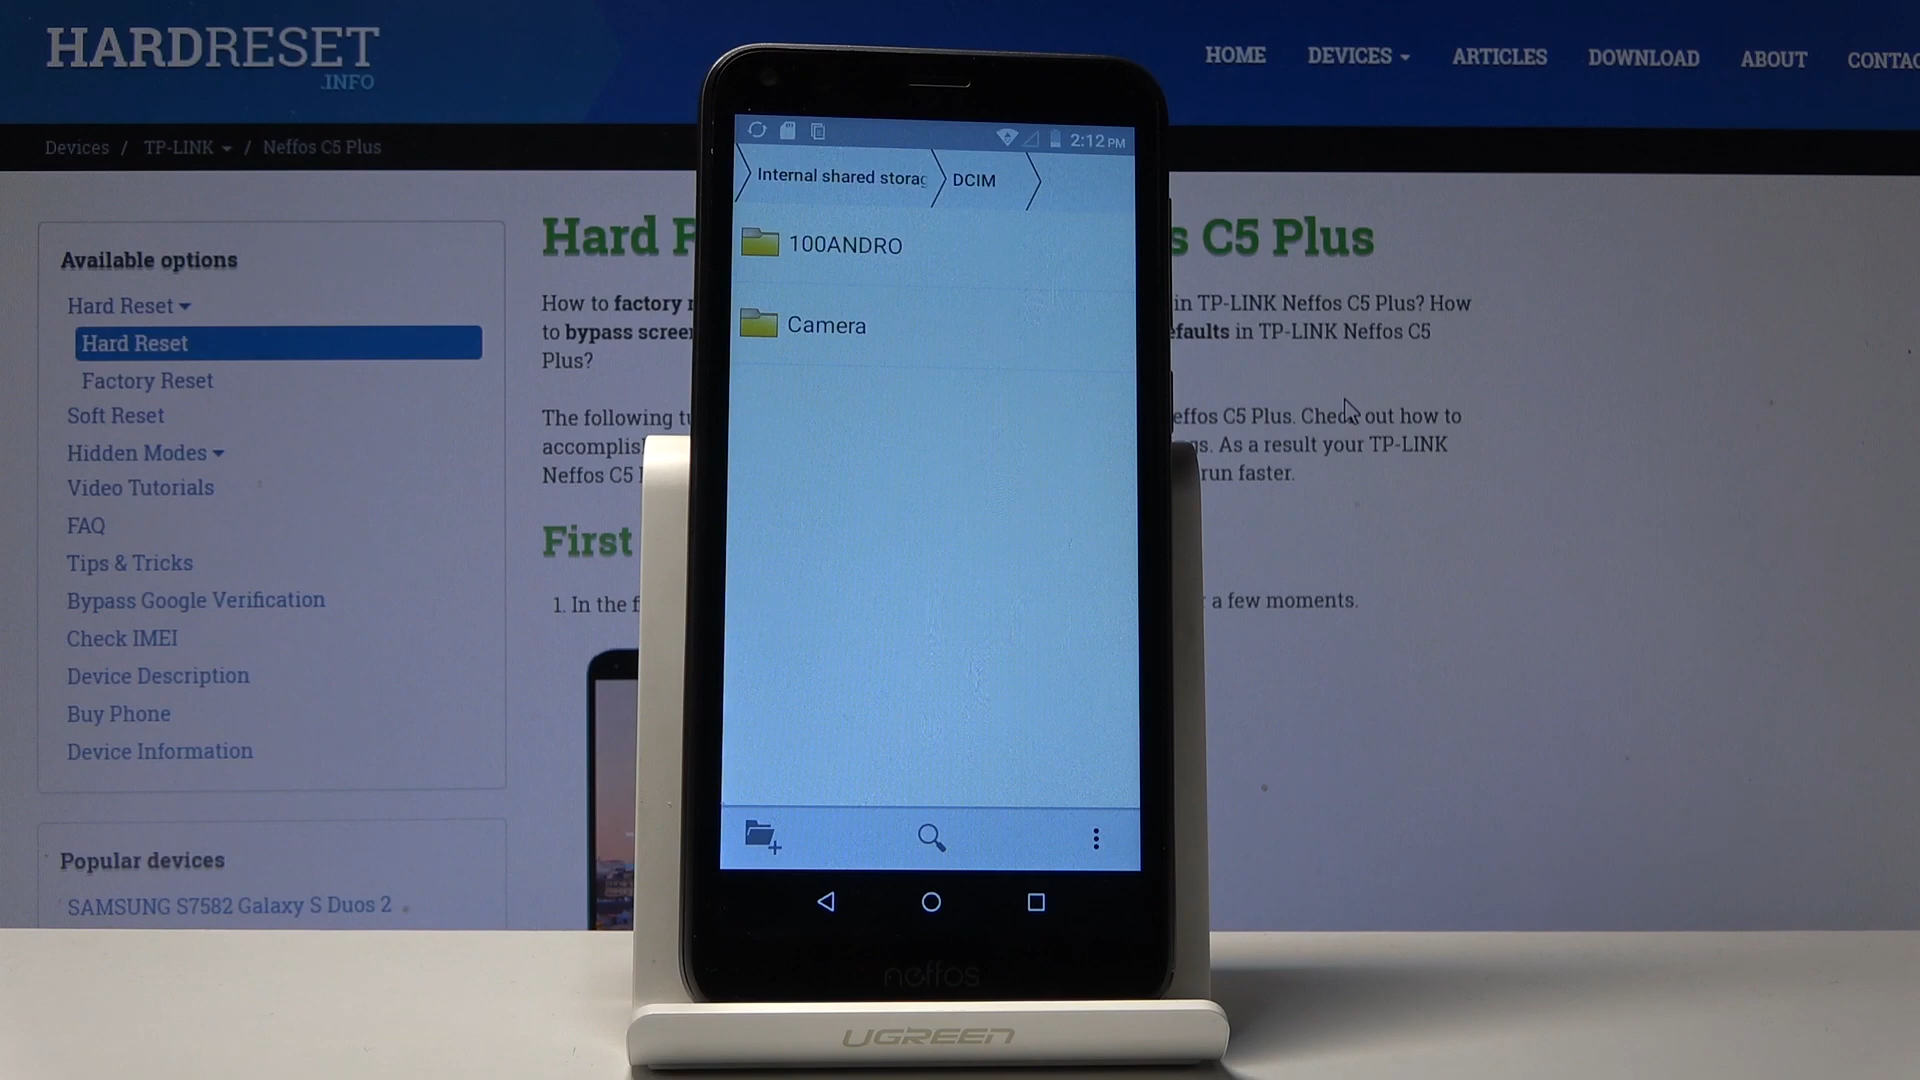 HARDRESET
.INFO
HOME DEVICES ARTICLES DOWNLOAD ABOUT CONTAC
Devices / TP-LINK / Neffos C5 Plus
Available options
Hard Reset
Hard Reset
Factory Reset
Soft Reset
Hidden Modes
Video Tutorials
FAQ
Tips & Tricks
Bypass Google Verification
Check IMEI
Device Description
Buy Phone
Device Information
Popular devices
SAMSUNG S7582 Galaxy S Duos 2
Hard s C5 Plus
How to factory in TP-LINK Neffos C5 Plus? How
to bypass in TP-LINK Neffos C5
Plus?
The following Neffos C5 Plus. Check out how to
accomplis As a result your TP-LINK
Neffos C5 run faster.
First
1. In the a few moments.
2:12 PM
Internal shared storag DCIM
100ANDRO
Camera
neffos
UGREEN